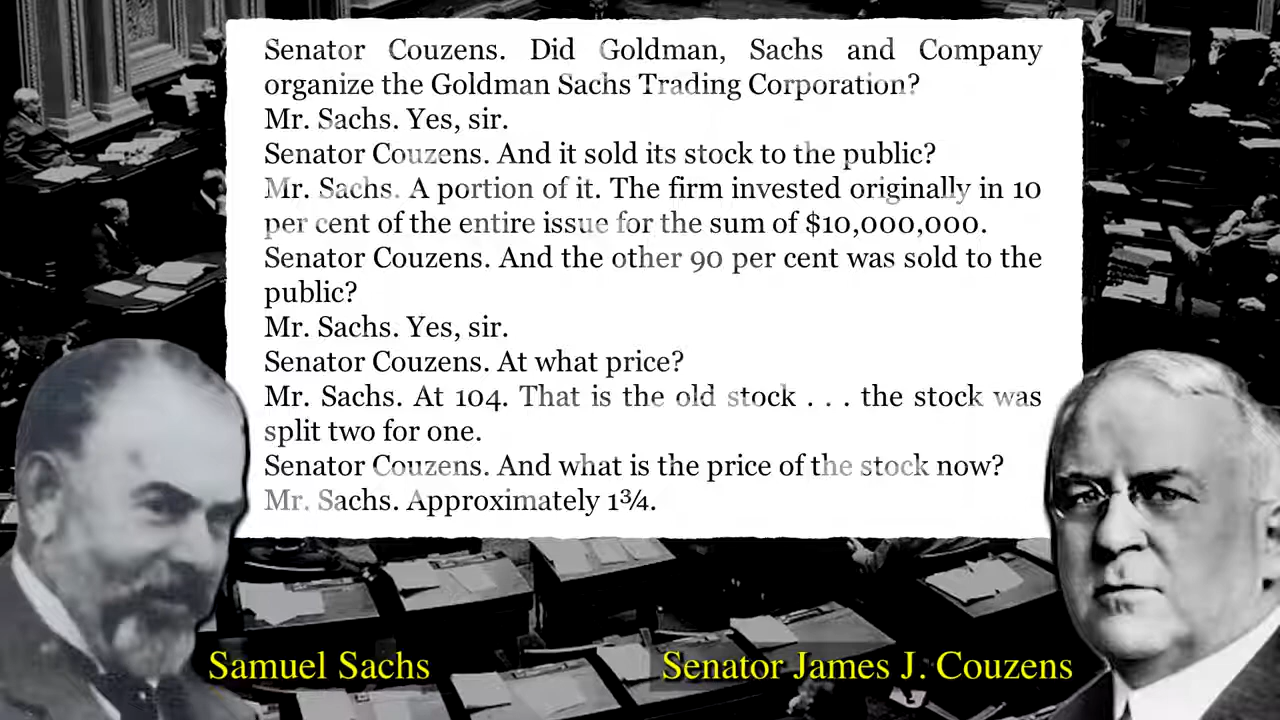 Senator Couzens. Did Goldman, Sachs and Company
organize the Goldman Sachs Trading Corporation?
Mr. Sachs. Yes, sir.
Senator Couzens. And it sold its stock to the public?
Mr. Sachs. A portion of it. The firm invested originally in 10
per cent of the entire issue for the sum of $10,000,000.
Senator Couzens. And the other 90 per cent was sold to the
public?
Mr. Sachs. Yes, sir.
Senator Couzens. At what price?
Mr. Sachs. At 104. That is the old stock . . . the stock was
split two for one.
Senator Couzens. And what is the price of the stock now?
Mr. Sachs. Approximately 1¾.
Samuel Sachs
Senator James J. Couzens